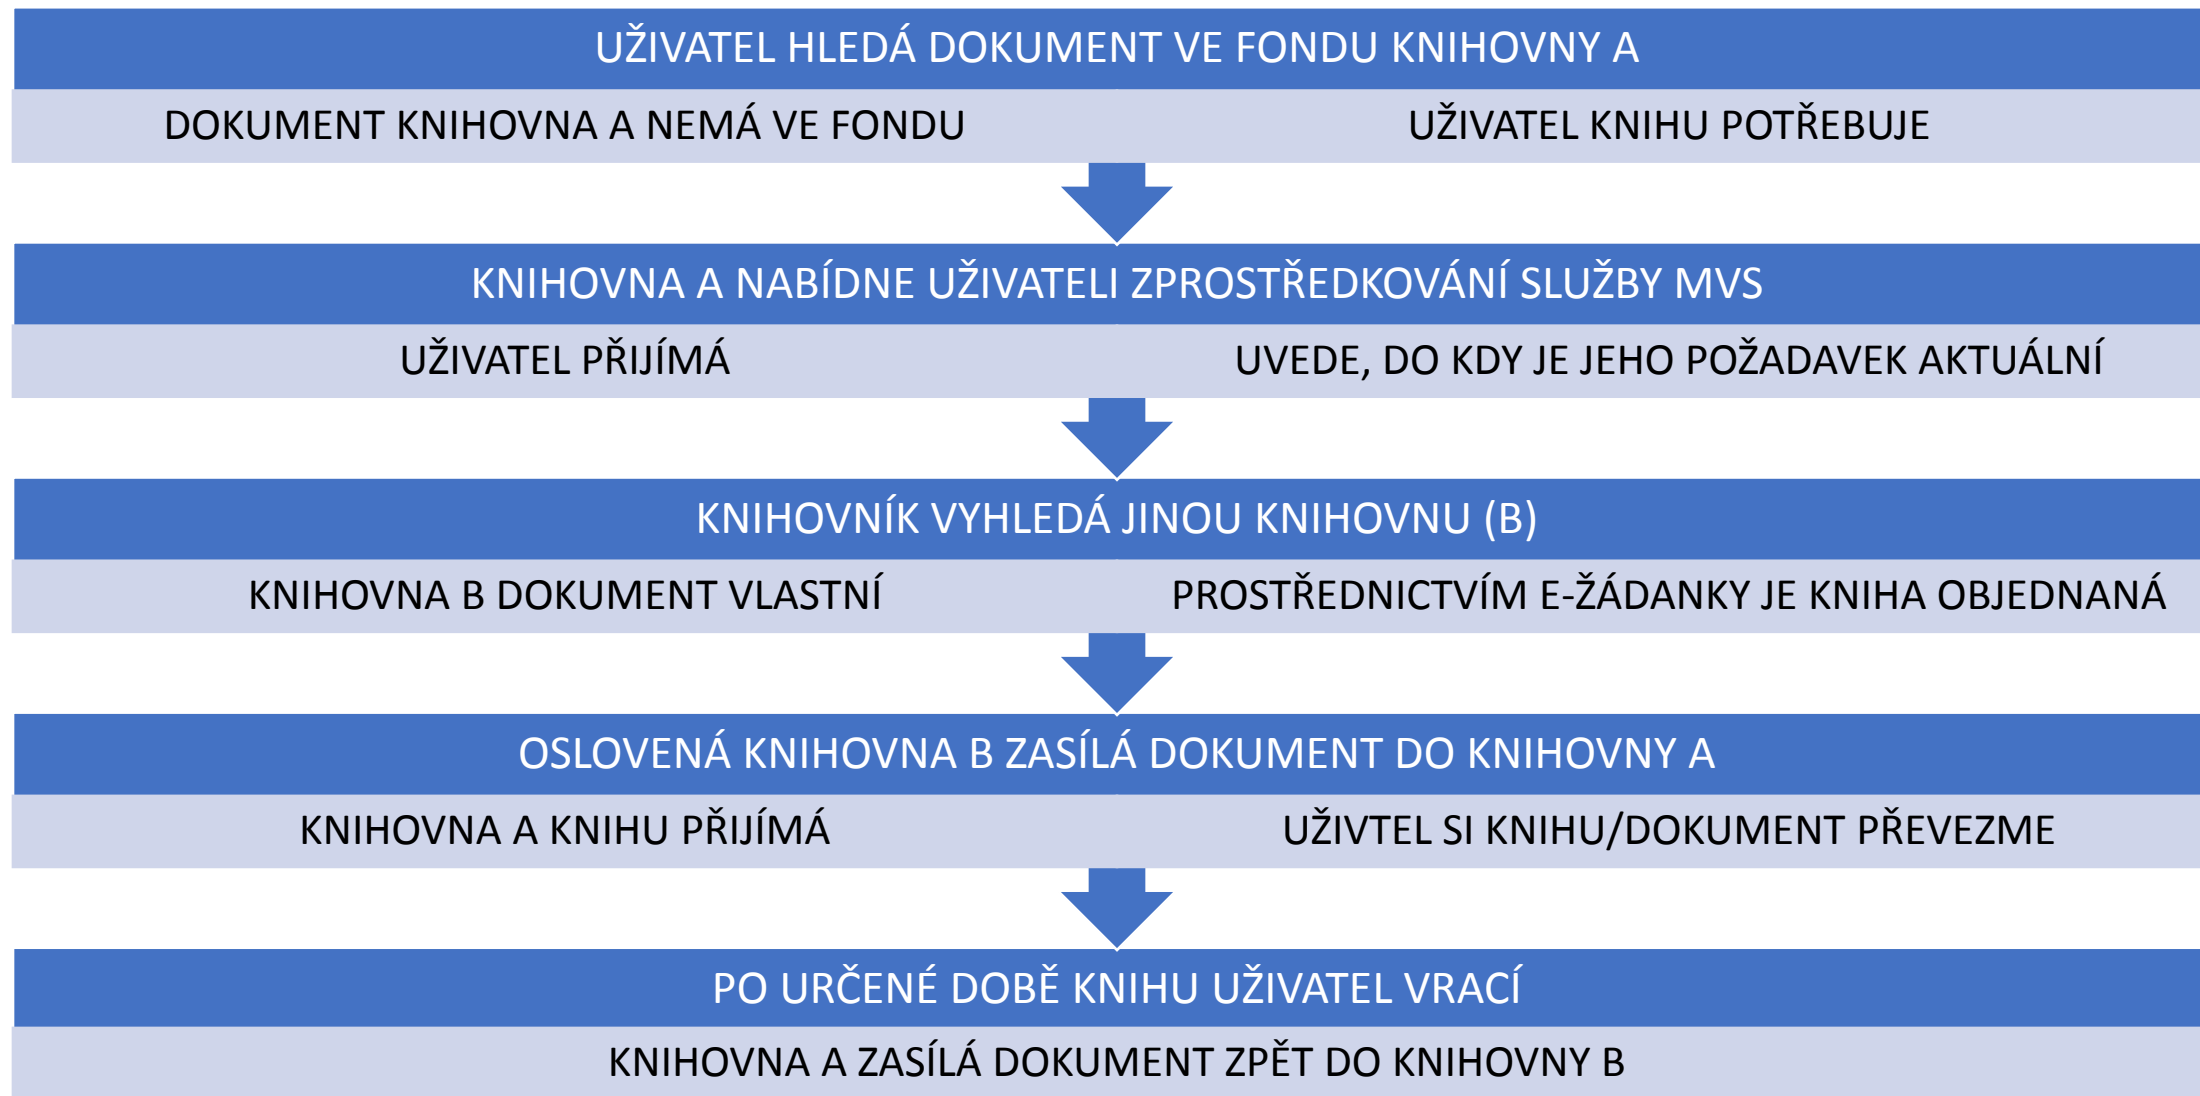 UŽIVATEL HLEDÁ DOKUMENT VE FONDU KNIHOVNY A
DOKUMENT KNIHOVNA A NEMÁ VE FONDU
UŽIVATEL KNIHU POTŘEBUJE
KNIHOVNA A NABÍDNE UŽIVATELI ZPROSTŘEDKOVÁNÍ SLUŽBY MVS
UŽIVATEL PŘIJÍMÁ
UVEDE, DO KDY JE JEHO POŽADAVEK AKTUÁLNÍ
KNIHOVNÍK VYHLEDÁ JINOU KNIHOVNU (B)
KNIHOVNA B DOKUMENT VLASTNÍ
PROSTŘEDNICTVÍM E-ŽÁDANKY JE KNIHA OBJEDNANÁ
OSLOVENÁ KNIHOVNA B ZASÍLÁ DOKUMENT DO KNIHOVNY A
KNIHOVNA A KNIHU PŘIJÍMÁ
UŽIVTEL SI KNIHU/DOKUMENT PŘEVEZME
PO URČENÉ DOBĚ KNIHU UŽIVATEL VRACÍ
KNIHOVNA A ZASÍLÁ DOKUMENT ZPĚT DO KNIHOVNY B